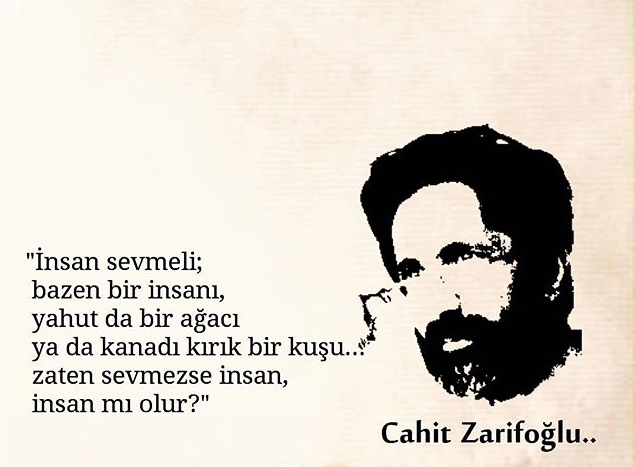 "İnsan sevmeli;
bazen bir insanı,
yahut da bir ağacı
ya da kanadı kırık bir kuşu...
zaten sevmezse insan,
insan mı olur?"
Cahit Zarifoğlu..